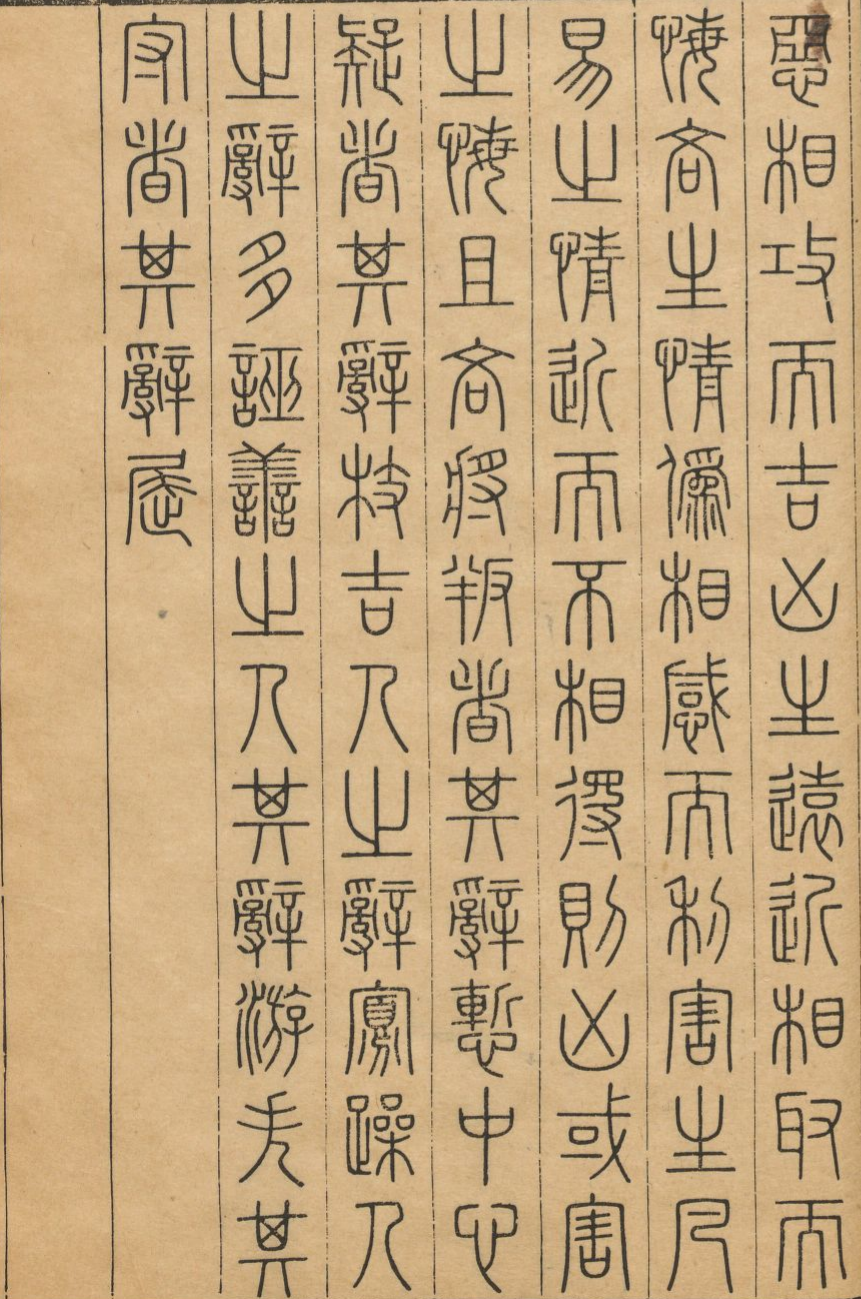 惡相攻而吉凶生遠近相取而
悔吝生情僞相感而利害生凡
易之情近而不相得則凶或害
之悔且吝將叛者其辭慙中心
疑者其辭枝吉人之辭寡躁人
之辭多誣善之人其辭游失其
守者其辭屈